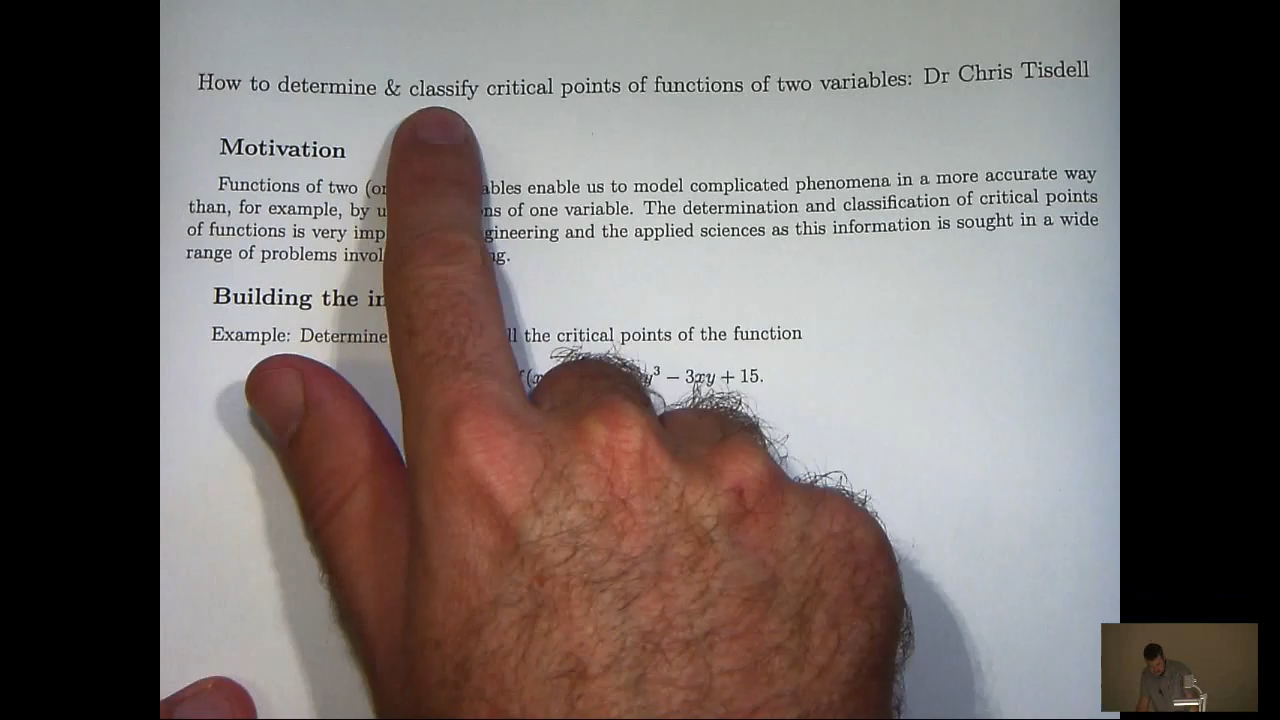 How to determine & classify critical points of functions of two variables: Dr Chris Tisdell
Motivation
Functions of two (or ables enable us to model complicated phenomena in a more accurate way
than, for example, by u ns of one variable. The determination and classification of critical points
of functions is very imp gineering and the applied sciences as this information is sought in a wide
range of problems invol ng.
Building the in
Example: Determine ll the critical points of the function
y³ − 3xy + 15.